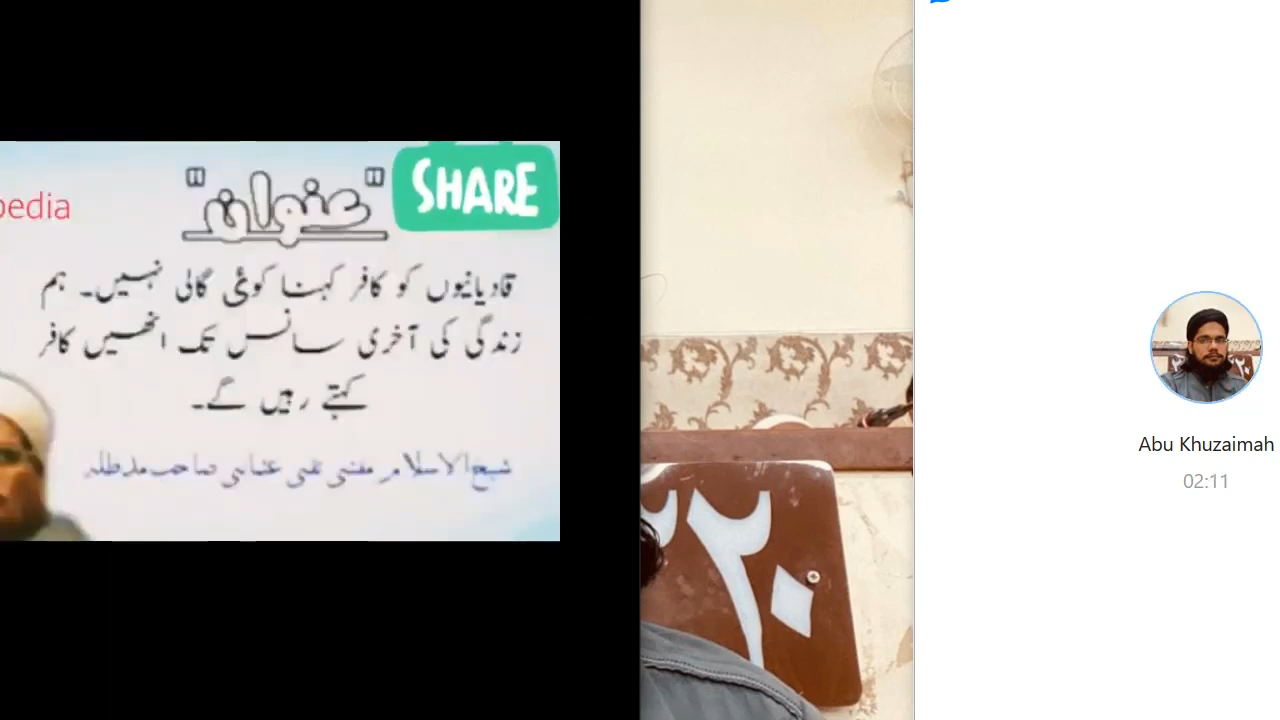 pedia
"عنوان"
SHARE
قادیانیوں کو کافر کہنا کوئی گالی نہیں۔ ہم
زندگی کی آخری سانس تک انھیں کافر
کہتے رہیں گے۔
شیخ الاسلام مفتی تقی عثمانی صاحب مدظلہ
۲۰
Abu Khuzaimah
02:11